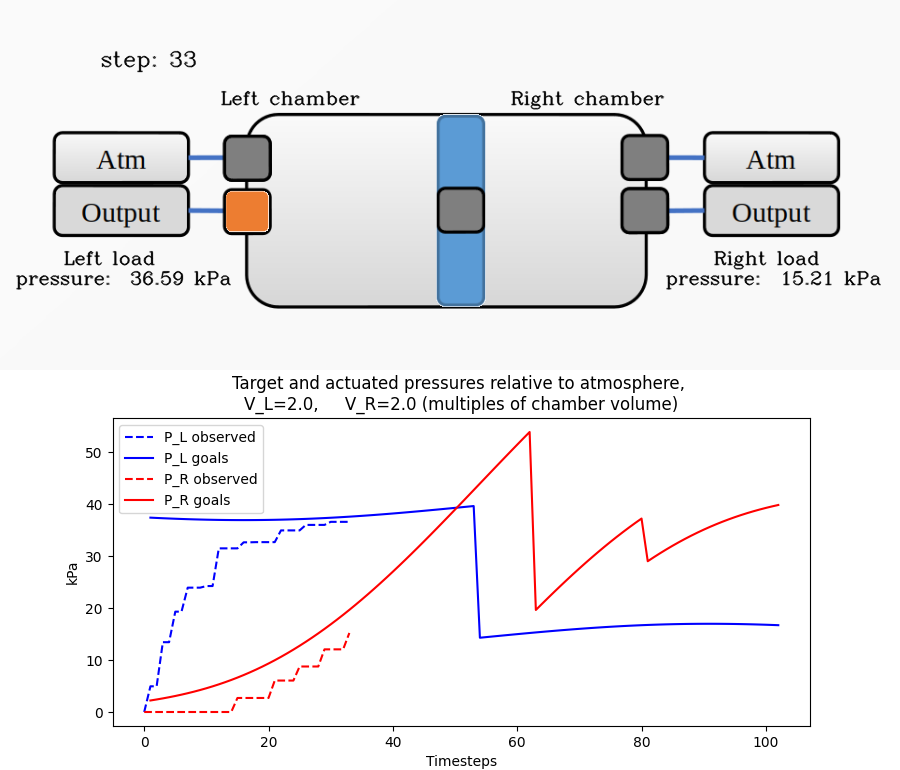 step: 33
Left chamber
Right chamber
Atm
Atm
Output
Output
Left load
pressure: 36.59 kPa
Right load
pressure: 15.21 kPa
Target and actuated pressures relative to atmosphere,
V_L=2.0, V_R=2.0 (multiples of chamber volume)
P_L observed
P_L goals
P_R observed
P_R goals
50
40
30
20
10
0
kPa
0 20 40 60 80 100
Timesteps